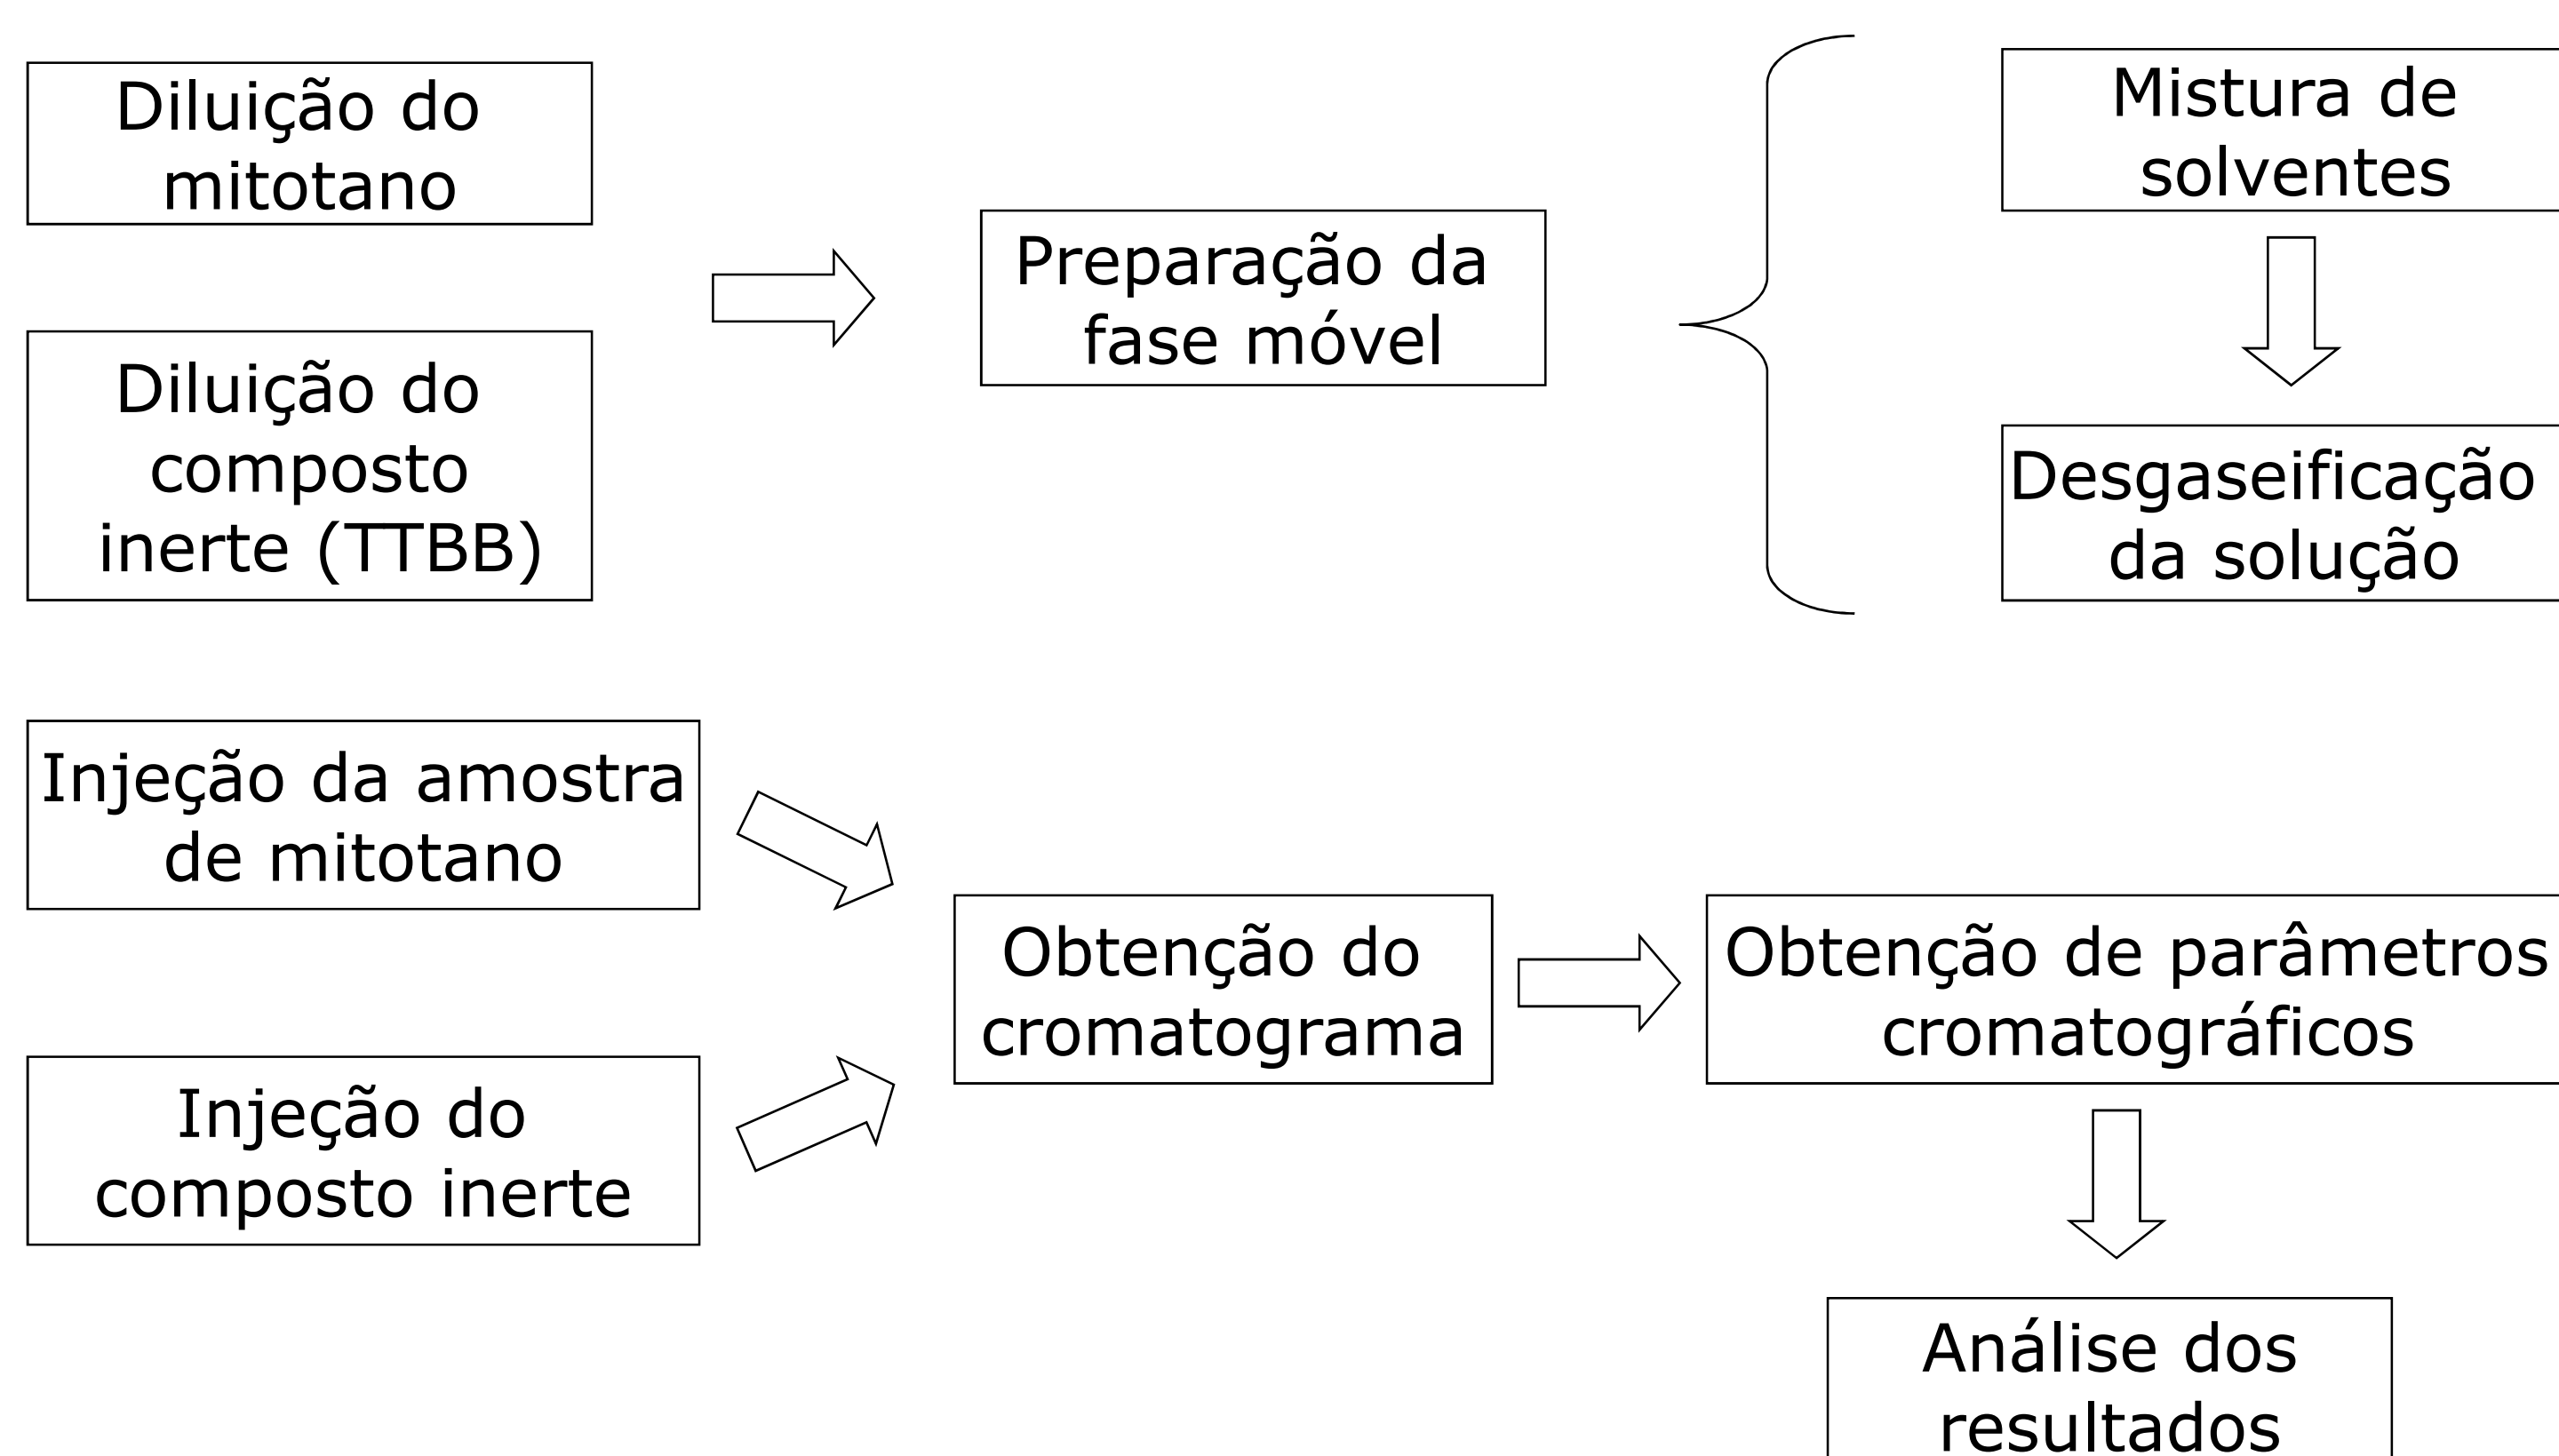 Diluição do
mitotano
Diluição do
composto
inerte (TTBB)
Preparação da
fase móvel
Mistura de
solventes
Desgaseificação
da solução
Injeção da amostra
de mitotano
Injeção do
composto inerte
Obtenção do
cromatograma
Obtenção de parâmetros
cromatográficos
Análise dos
resultados